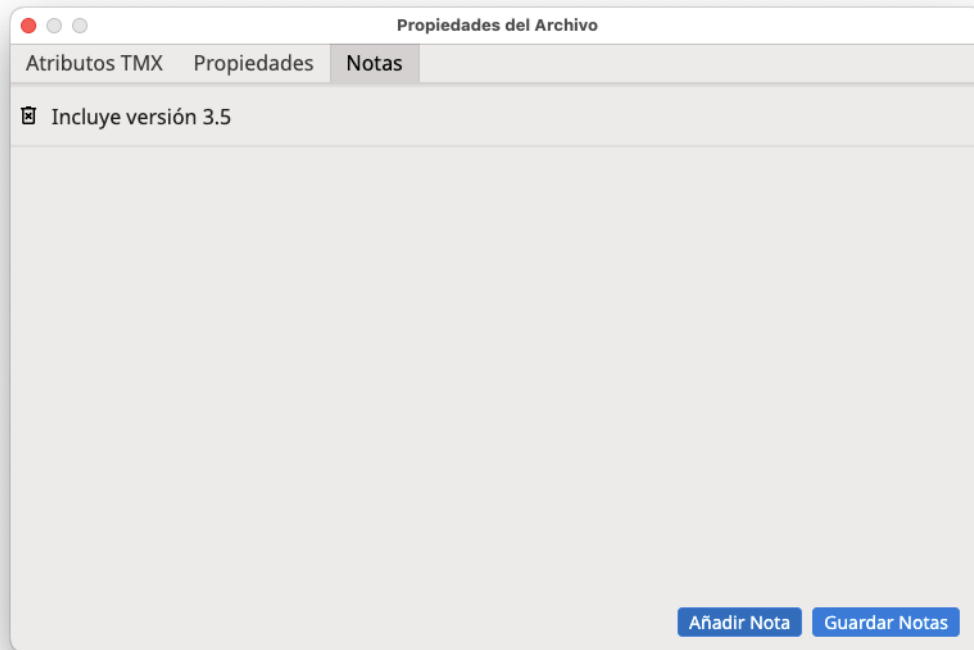 Propiedades del Archivo
Atributos TMX Propiedades Notas
Incluye versión 3.5
Añadir Nota Guardar Notas